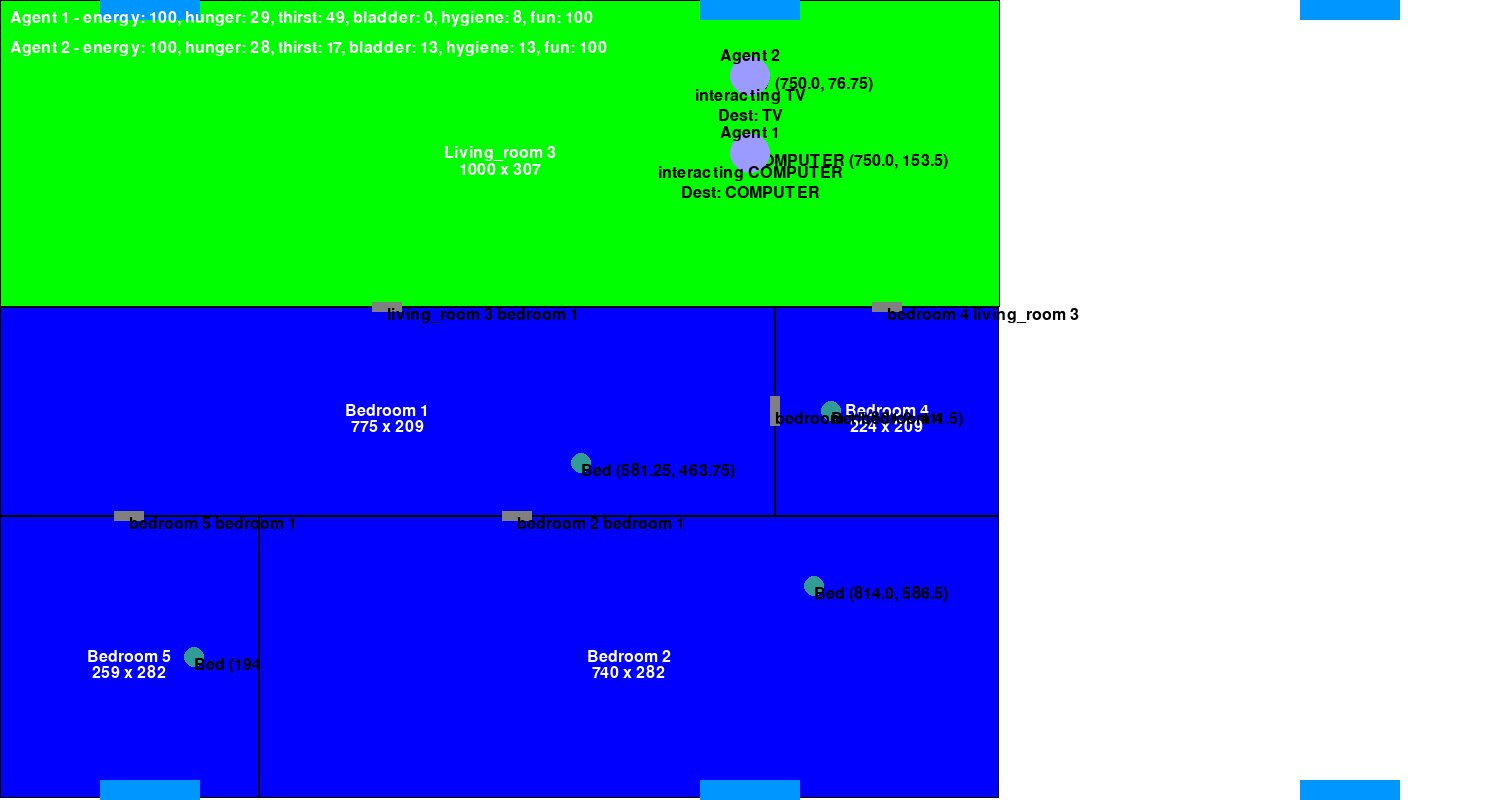 Agent 1 - energy: 100, hunger: 29, thirst: 49, bladder: 0, hygiene: 8, fun: 100
Agent 2 - energy: 100, hunger: 28, thirst: 17, bladder: 13, hygiene: 13, fun: 100
Agent 2
(750.0, 76.75)
interacting TV
Dest: TV
Agent 1
OMPUTER (750.0, 153.5)
interacting COMPUTER
Dest: COMPUTER
Living_room 3
1000 x 307
living_room 3 bedroom 1
bedroom 4 living_room 3
Bedroom 1
775 x 209
Bedroom 4
224 x 209
Bed (581.25, 463.75)
bedroom 5 bedroom 1
bedroom 2 bedroom 1
Bed (814.0, 586.5)
Bedroom 5
259 x 282
Bed (194
Bedroom 2
740 x 282